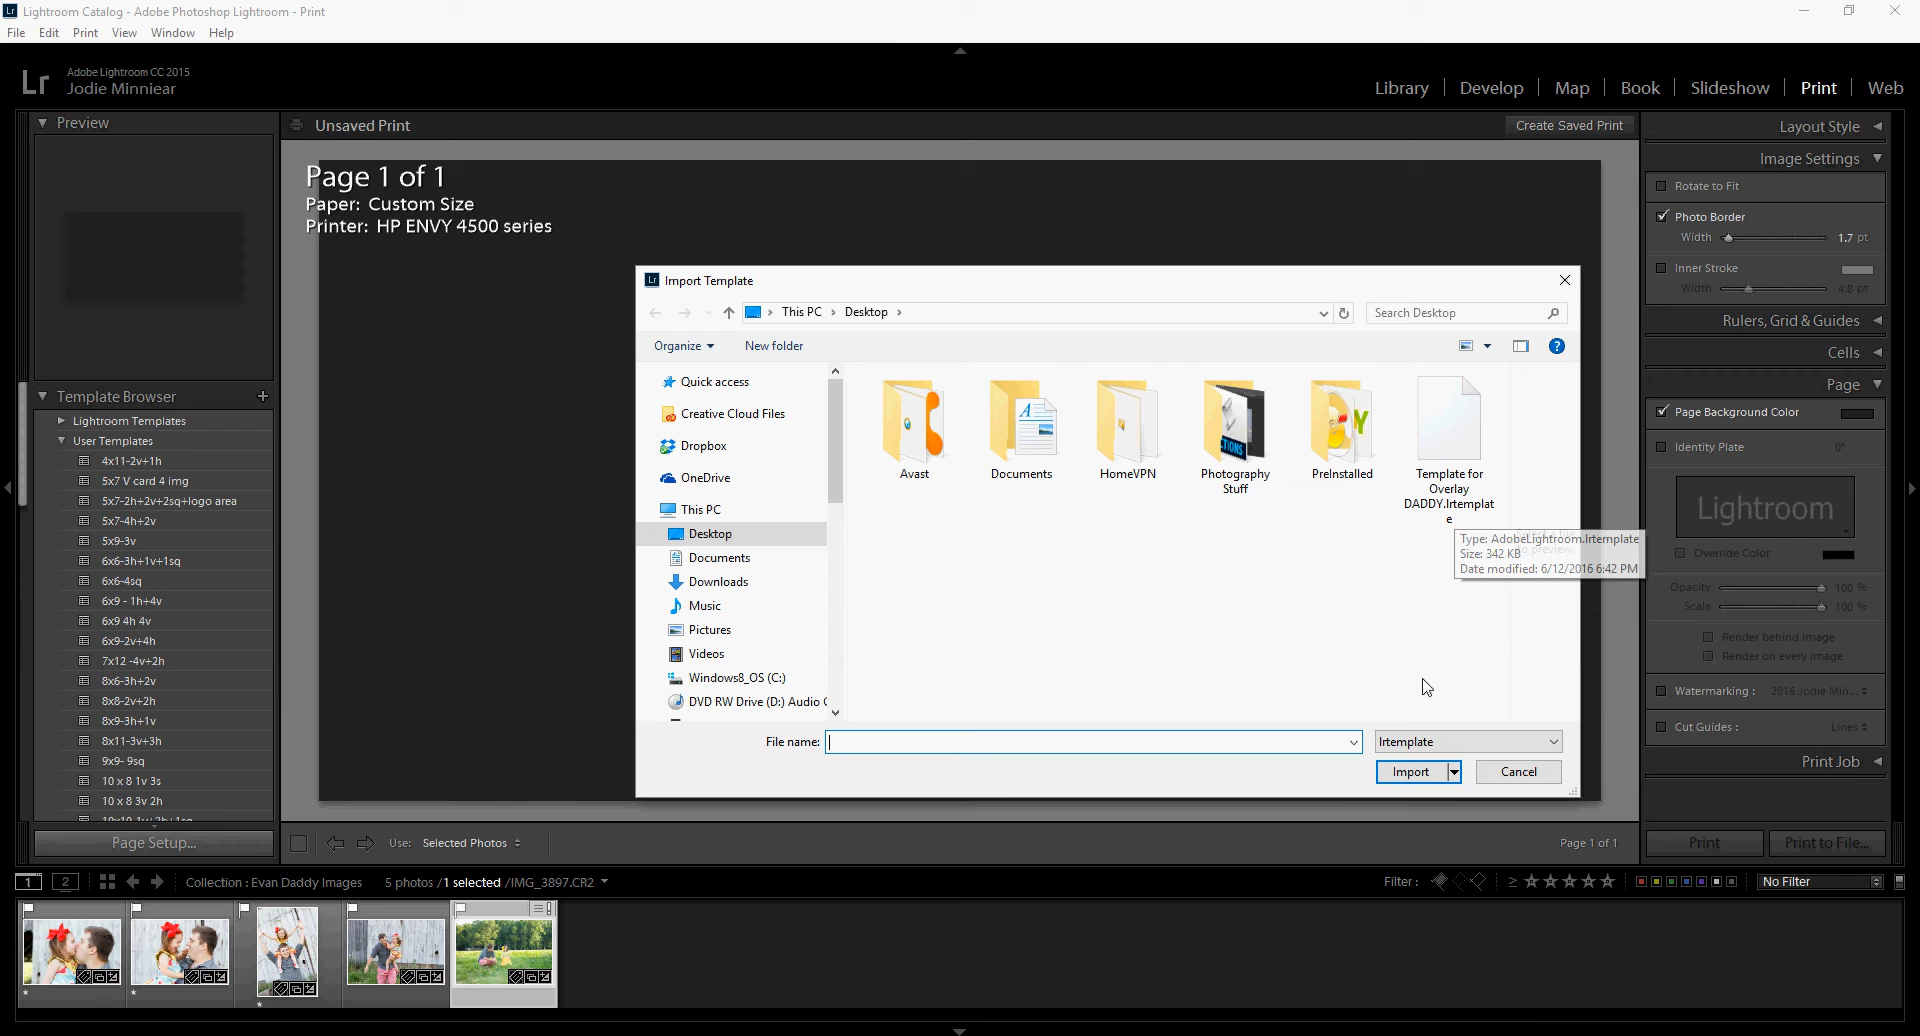 Lightroom Catalog - Adobe Photoshop Lightroom - Print
File Edit Print View Window Help
Lr Adobe Lightroom CC 2015
Jodie Minniear
Library Develop Map Book Slideshow Print Web
Preview
Unsaved Print
Create Saved Print
Page 1 of 1
Paper: Custom Size
Printer: HP ENVY 4500 series
Template Browser +
Lightroom Templates
User Templates
4x11-2v+1h
5x7 V card 4 img
5x7-2h+2v+2sq+logo area
5x7-4h+2v
5x9-3v
6x6-3h+1v+1sq
6x6-4sq
6x9 - 1h+4v
6x9 4h 4v
6x9-2v+4h
7x12 -4v+2h
8x6-3h+2v
8x8-2v+2h
8x9-3h+1v
8x11-3v+3h
9x9- 9sq
10 x 8 1v 3s
10 x 8 3v 2h
Page Setup...
Import Template
This PC > Desktop >
Search Desktop
Organize New folder
Quick access
Creative Cloud Files
Dropbox
OneDrive
This PC
Desktop
Documents
Downloads
Music
Pictures
Videos
Windows8_OS (C:)
DVD RW Drive (D:) Audio
Avast
Documents
HomeVPN
Photography
Stuff
PreInstalled
Template for
Overlay
DADDY.lrtemplat
e
Type: AdobeLightroom.lrtemplate
Size: 342 KB
Date modified: 6/12/2016 6:42 PM
File name:
lrtemplate
Import
Cancel
Layout Style
Image Settings
Rotate to Fit
Photo Border
Width 1.7 pt
Inner Stroke
Width 4.8 pt
Rulers, Grid & Guides
Cells
Page
Page Background Color
Identity Plate 0°
Lightroom
Override Color
Opacity 100 %
Scale 100 %
Render behind image
Render on every image
Watermarking : 2016 Jodie Min...
Cut Guides : Lines
Print Job
Print
Print to File...
Use: Selected Photos
Page 1 of 1
1 2 Collection : Evan Daddy Images 5 photos / 1 selected / IMG_3897.CR2
Filter : ≥ No Filter